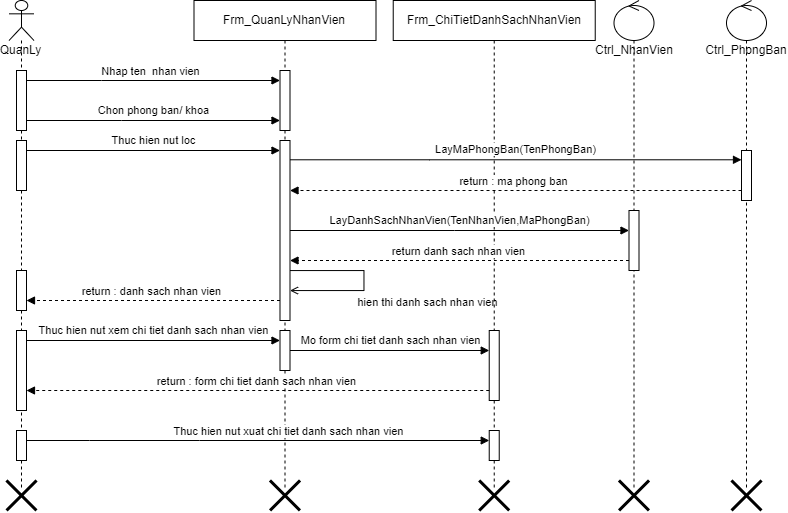 QuanLy
Frm_QuanLyNhanVien
Frm_ChiTietDanhSachNhanVien
Ctrl_NhanVien
Ctrl_PhongBan
Nhap ten nhan vien
Chon phong ban/ khoa
Thuc hien nut loc
LayMaPhongBan(TenPhongBan)
return : ma phong ban
LayDanhSachNhanVien(TenNhanVien,MaPhongBan)
return danh sach nhan vien
return : danh sach nhan vien
hien thi danh sach nhan vien
Thuc hien nut xem chi tiet danh sach nhan vien
Mo form chi tiet danh sach nhan vien
return : form chi tiet danh sach nhan vien
Thuc hien nut xuat chi tiet danh sach nhan vien